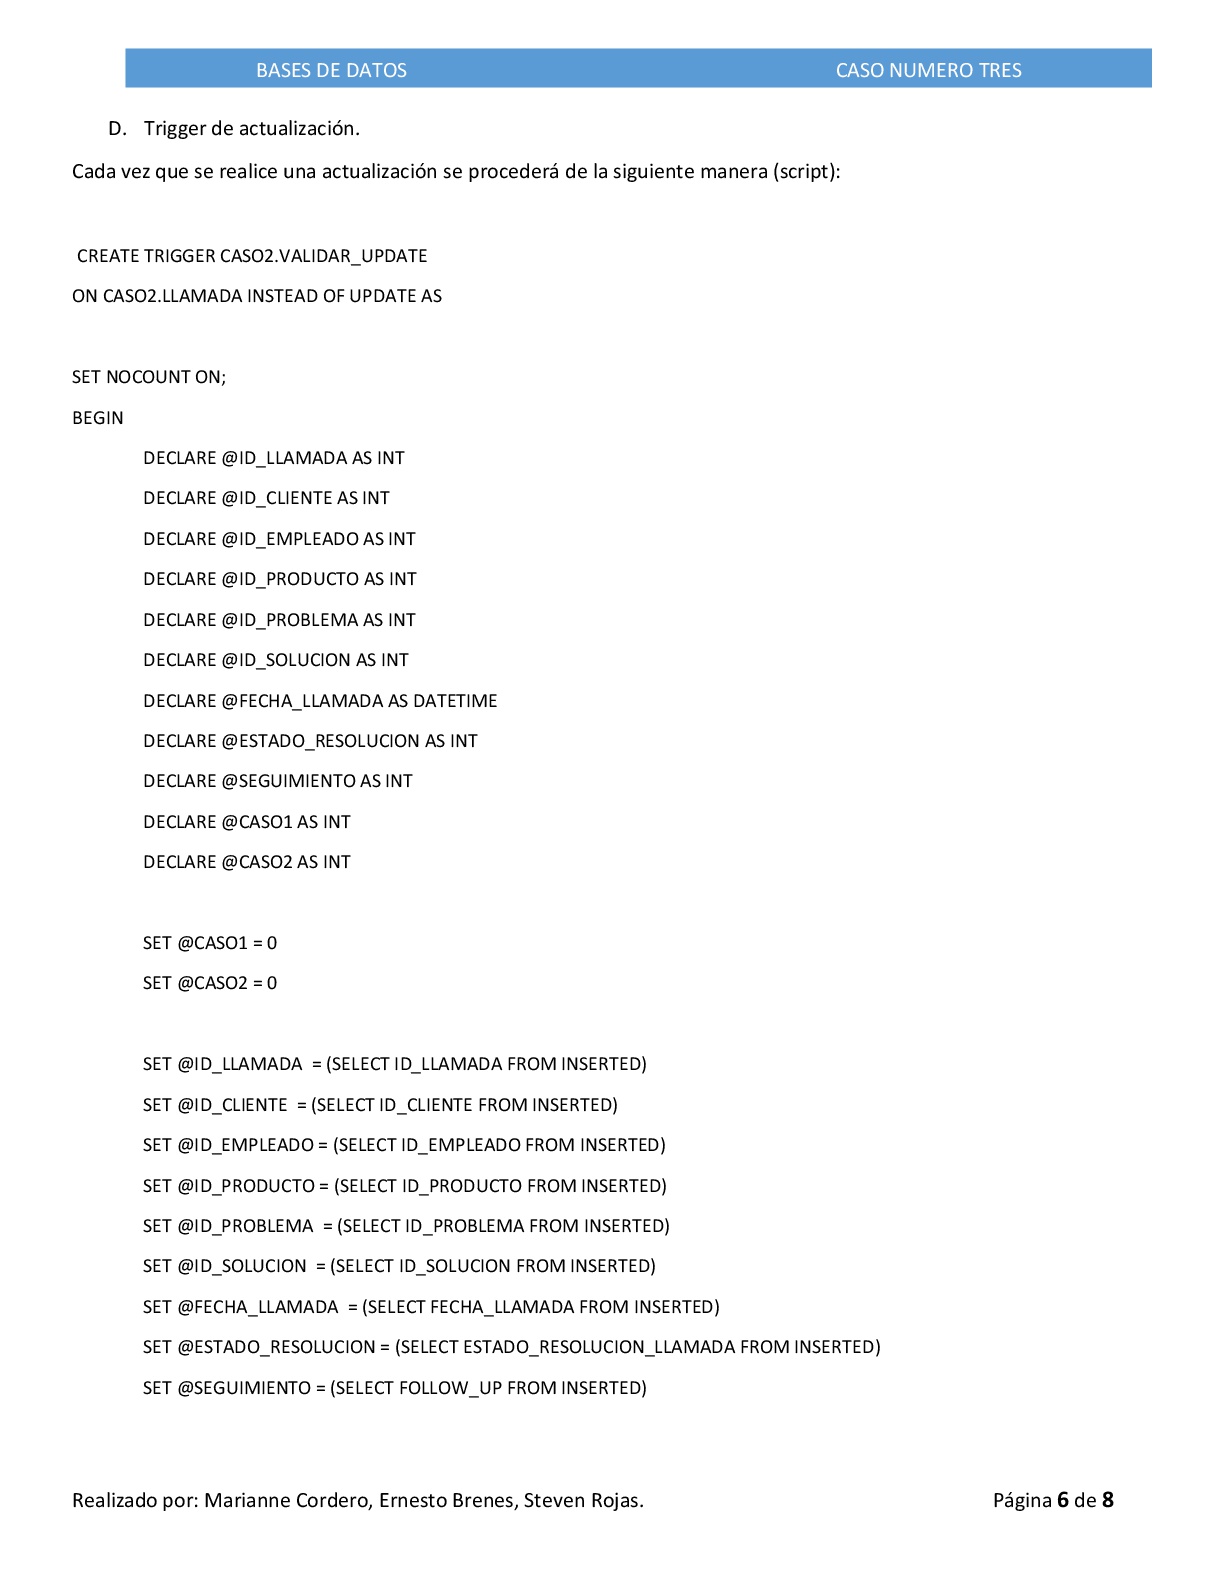 BASES DE DATOS CASO NUMERO TRES
D. Trigger de actualización.
Cada vez que se realice una actualización se procederá de la siguiente manera (script):
CREATE TRIGGER CASO2.VALIDAR_UPDATE
ON CASO2.LLAMADA INSTEAD OF UPDATE AS
SET NOCOUNT ON;
BEGIN
DECLARE @ID_LLAMADA AS INT
DECLARE @ID_CLIENTE AS INT
DECLARE @ID_EMPLEADO AS INT
DECLARE @ID_PRODUCTO AS INT
DECLARE @ID_PROBLEMA AS INT
DECLARE @ID_SOLUCION AS INT
DECLARE @FECHA_LLAMADA AS DATETIME
DECLARE @ESTADO_RESOLUCION AS INT
DECLARE @SEGUIMIENTO AS INT
DECLARE @CASO1 AS INT
DECLARE @CASO2 AS INT
SET @CASO1 = 0
SET @CASO2 = 0
SET @ID_LLAMADA  = (SELECT ID_LLAMADA FROM INSERTED)
SET @ID_CLIENTE  = (SELECT ID_CLIENTE FROM INSERTED)
SET @ID_EMPLEADO = (SELECT ID_EMPLEADO FROM INSERTED)
SET @ID_PRODUCTO = (SELECT ID_PRODUCTO FROM INSERTED)
SET @ID_PROBLEMA  = (SELECT ID_PROBLEMA FROM INSERTED)
SET @ID_SOLUCION  = (SELECT ID_SOLUCION FROM INSERTED)
SET @FECHA_LLAMADA  = (SELECT FECHA_LLAMADA FROM INSERTED)
SET @ESTADO_RESOLUCION = (SELECT ESTADO_RESOLUCION_LLAMADA FROM INSERTED)
SET @SEGUIMIENTO = (SELECT FOLLOW_UP FROM INSERTED)
Realizado por: Marianne Cordero, Ernesto Brenes, Steven Rojas. Página 6 de 8